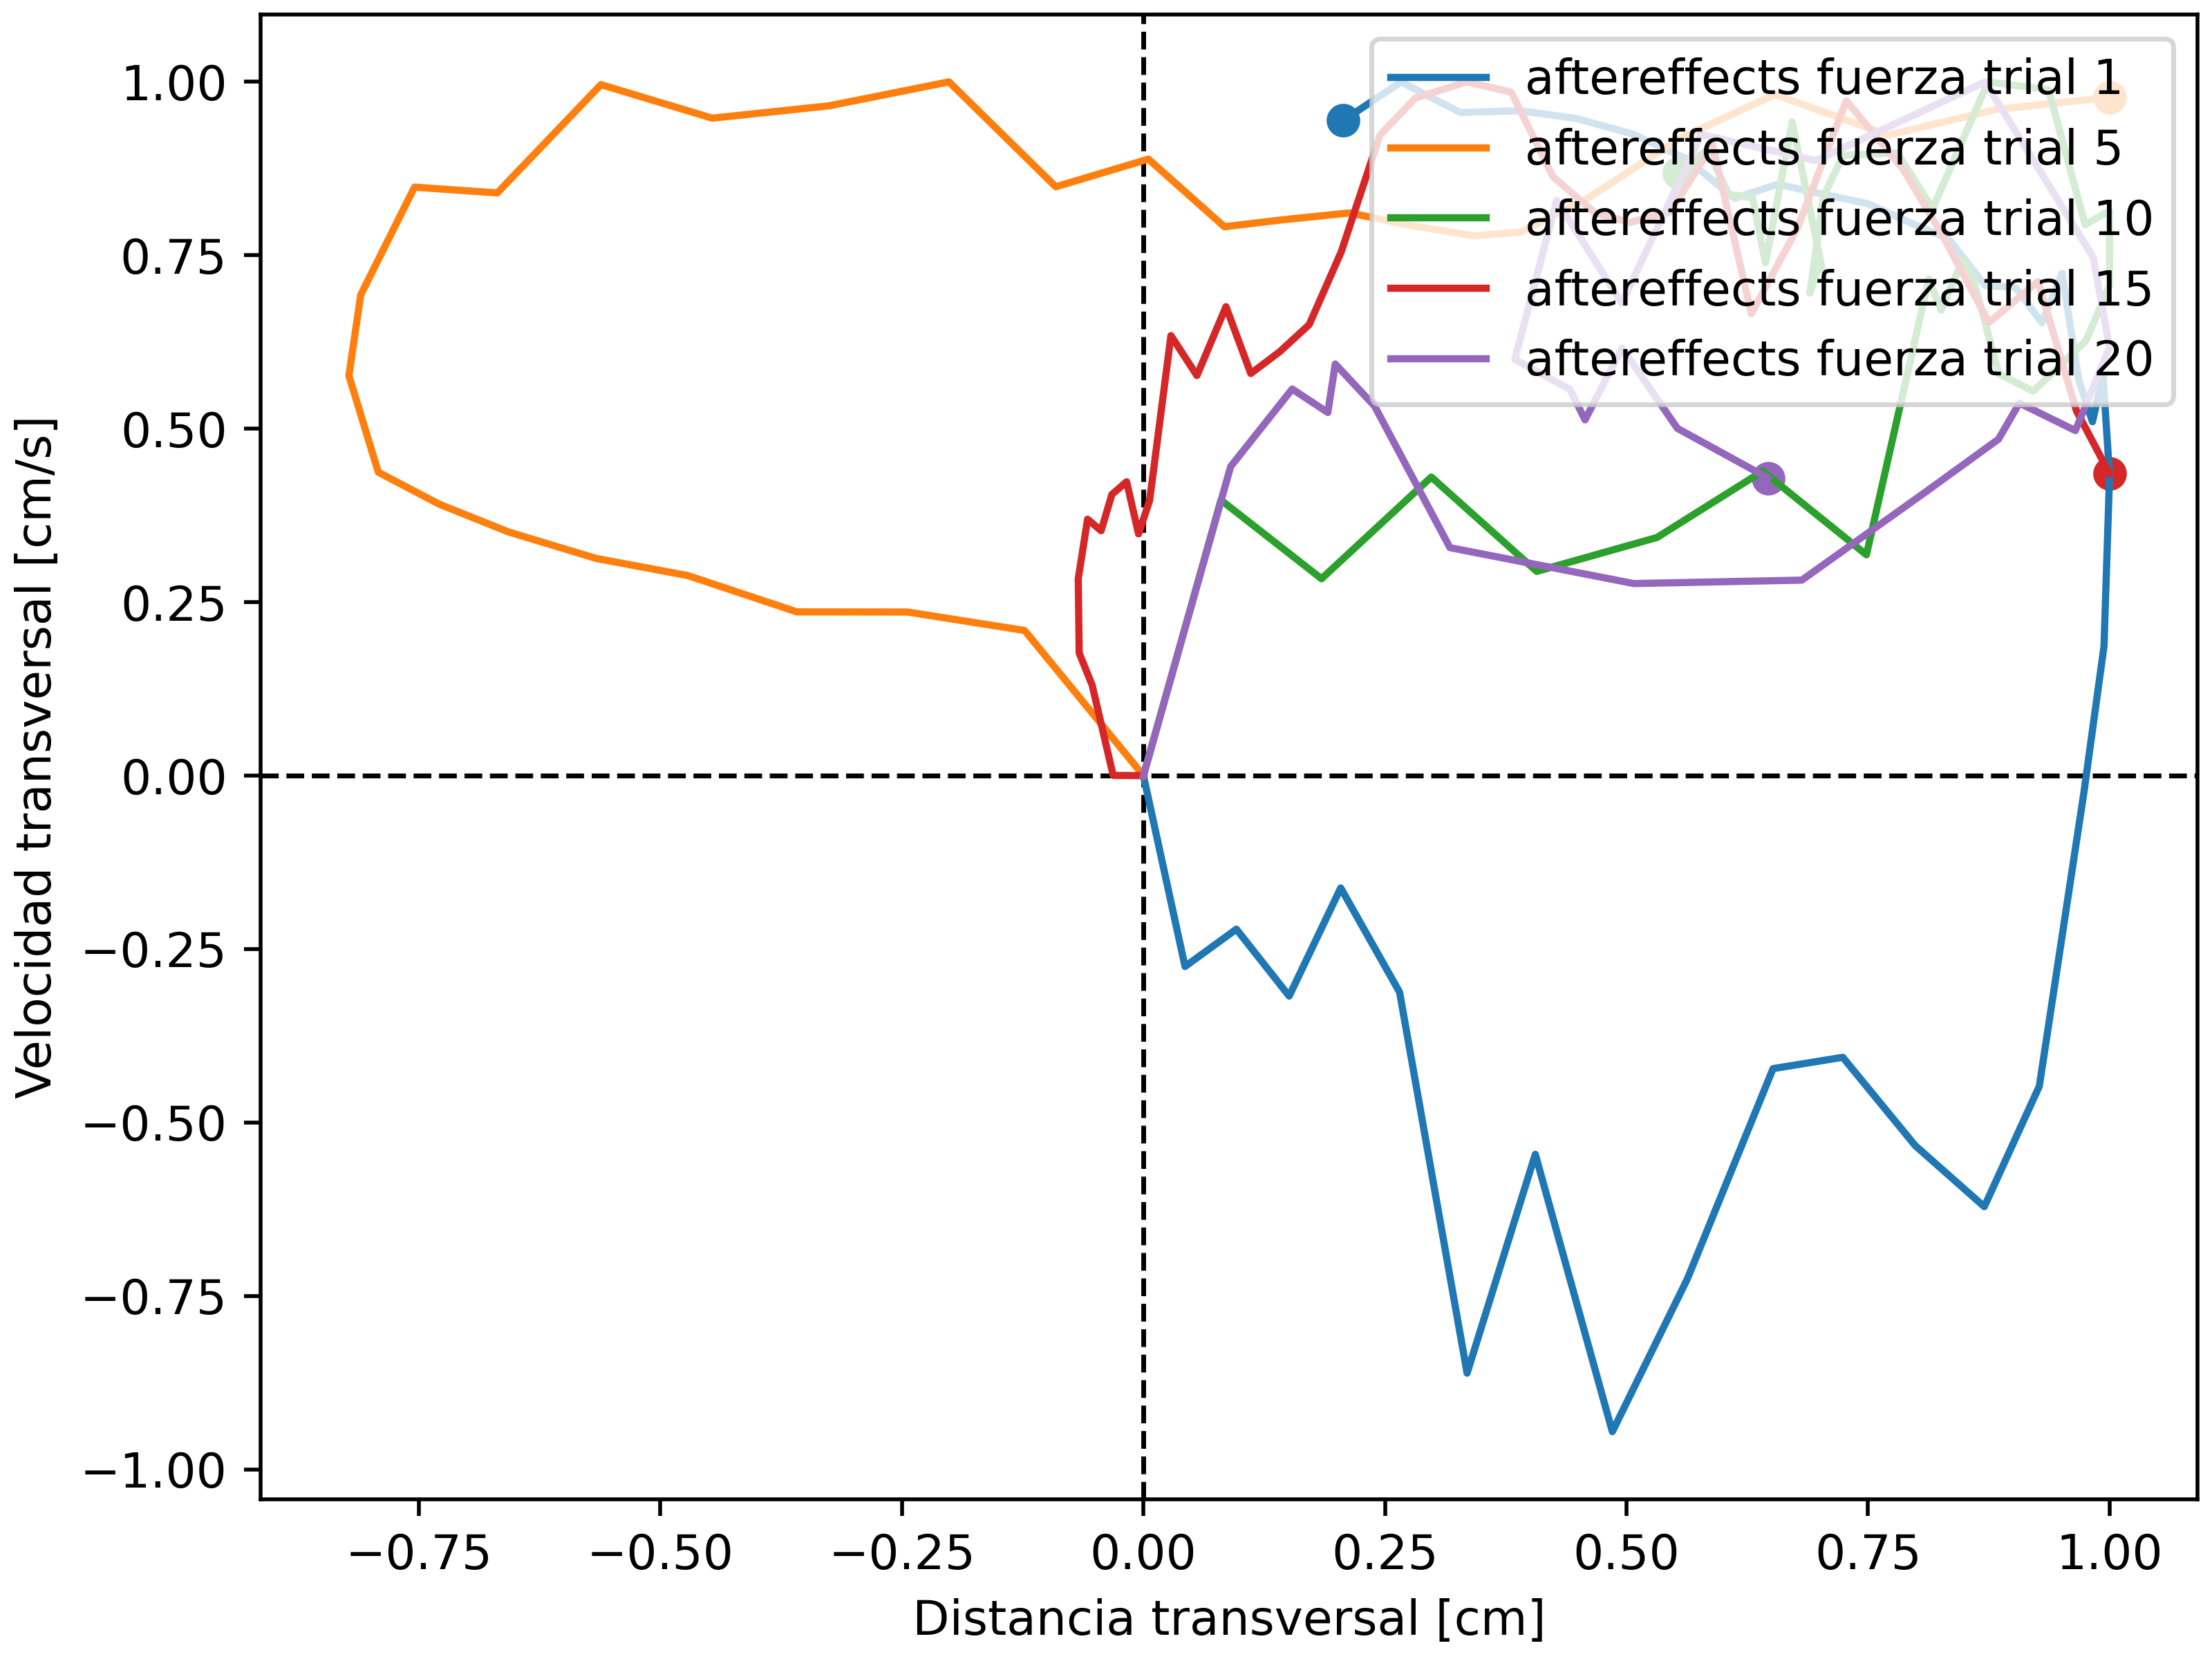 aftereffects fuerza trial 1
aftereffects fuerza trial 5
aftereffects fuerza trial 10
aftereffects fuerza trial 15
aftereffects fuerza trial 20
Velocidad transversal [cm/s]
1.00
0.75
0.50
0.25
0.00
−0.25
−0.50
−0.75
−1.00
−0.75 −0.50 −0.25 0.00 0.25 0.50 0.75 1.00
Distancia transversal [cm]